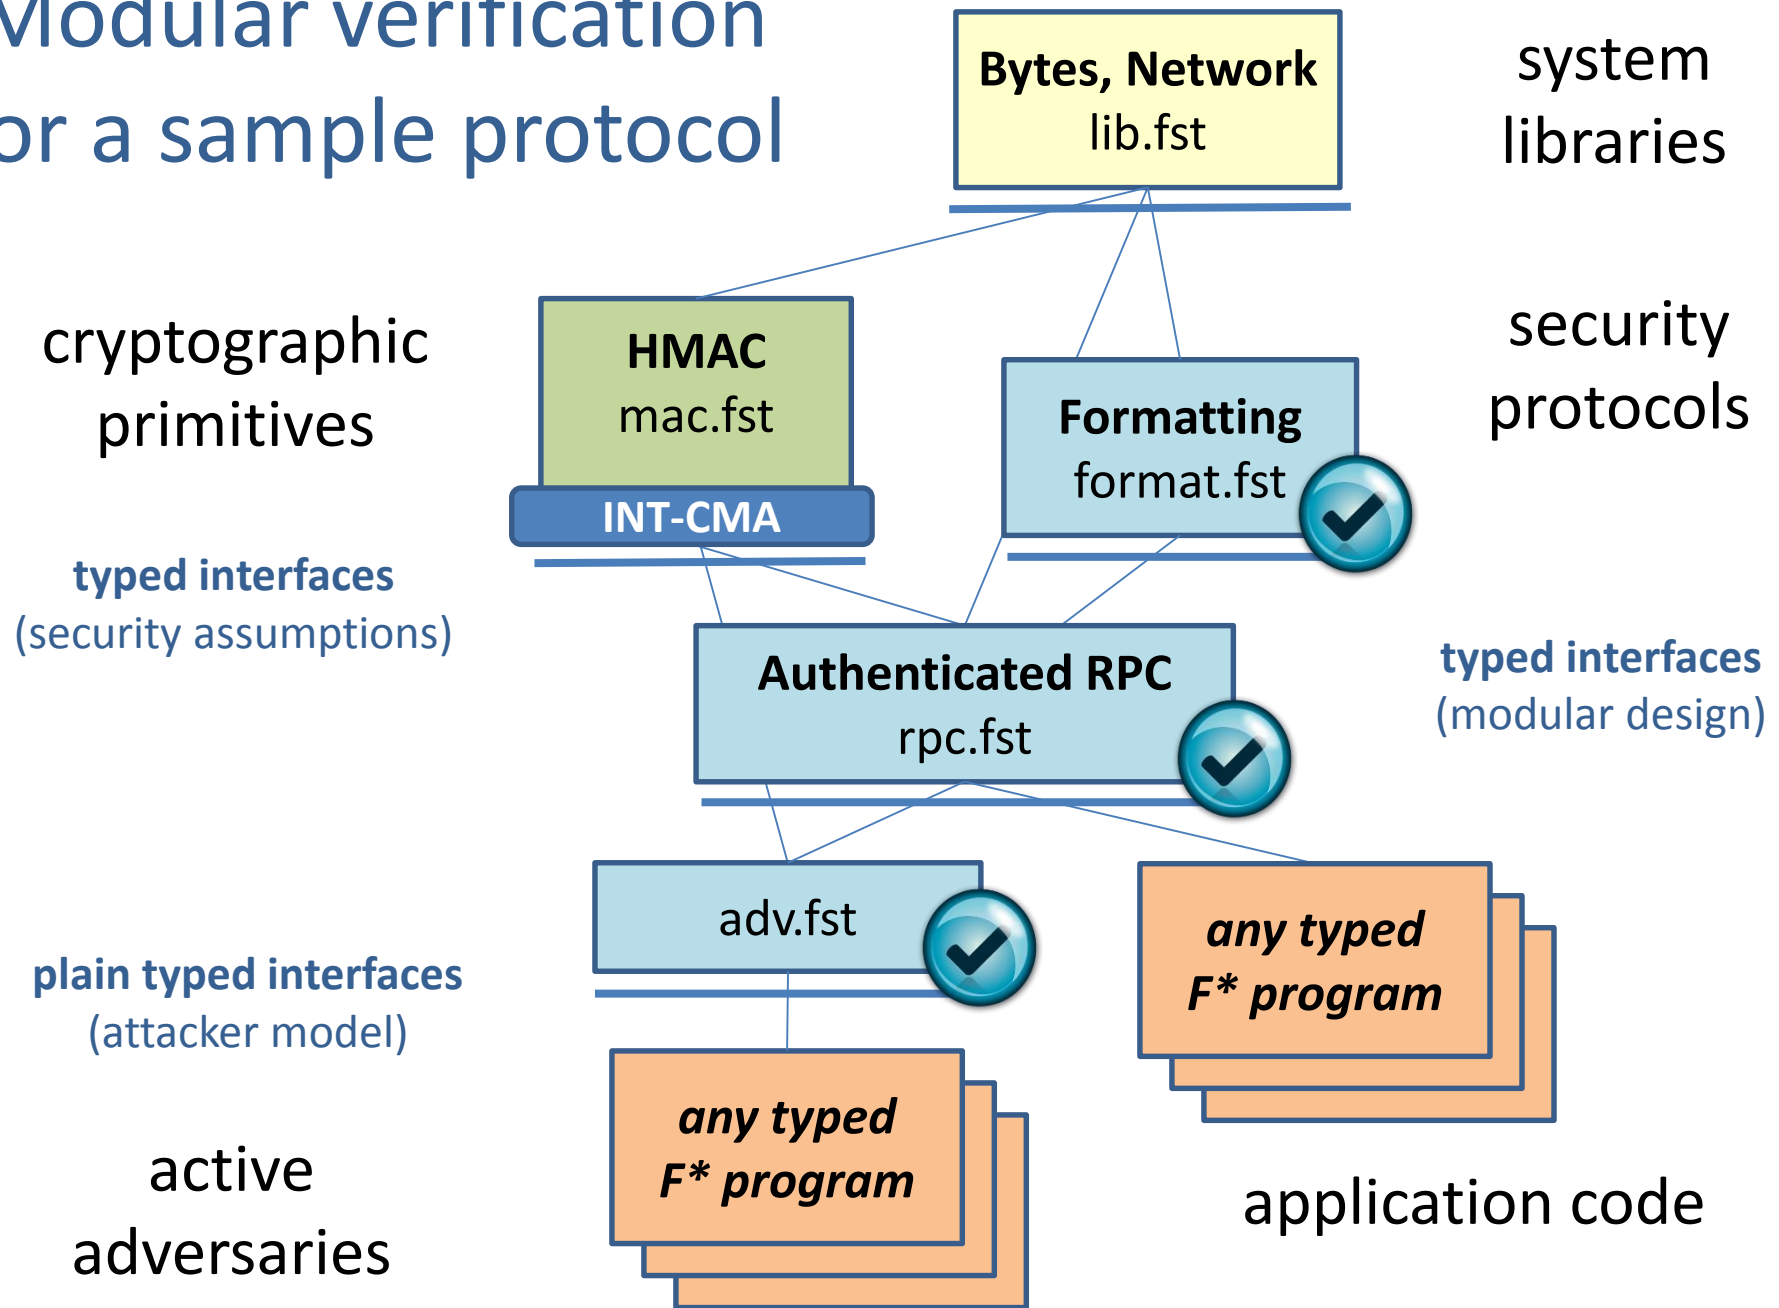 Modular verification
or a sample protocol
Bytes, Network
lib.fst
system
libraries
cryptographic
primitives
HMAC
mac.fst
INT-CMA
Formatting
format.fst
security
protocols
typed interfaces
(security assumptions)
Authenticated RPC
rpc.fst
typed interfaces
(modular design)
adv.fst
any typed
F* program
plain typed interfaces
(attacker model)
any typed
F* program
active
adversaries
application code